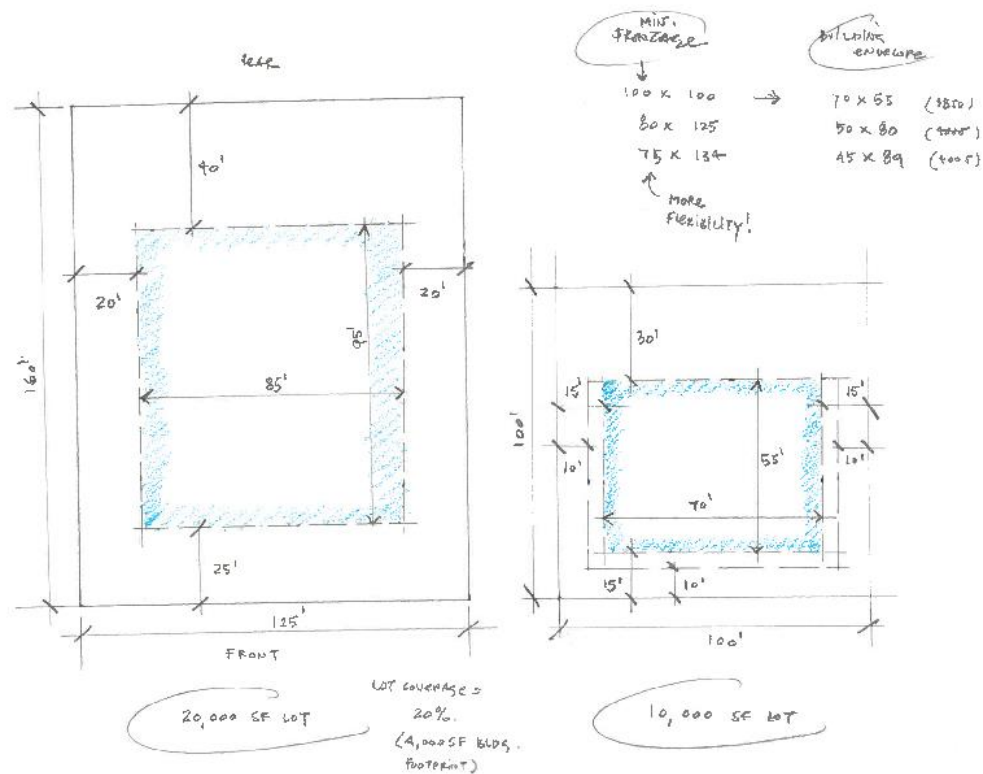 REAR
40'
20'
20'
95'
85'
160'
25'
125'
FRONT
20,000 SF LOT
LOT COVERAGE =
20%.
(4,000SF BLDG.
FOOTPRINT)
MIN.
FRONTAGE
BUILDING
ENVELOPE
100 x 100 → 70 x 55 (3850)
80 x 125 50 x 80
75 x 134 45 x 89 (4005)
MORE
FLEXIBILITY!
30'
15'
15'
100'
10'
55'
10'
70'
15'
10'
100'
10,000 SF LOT